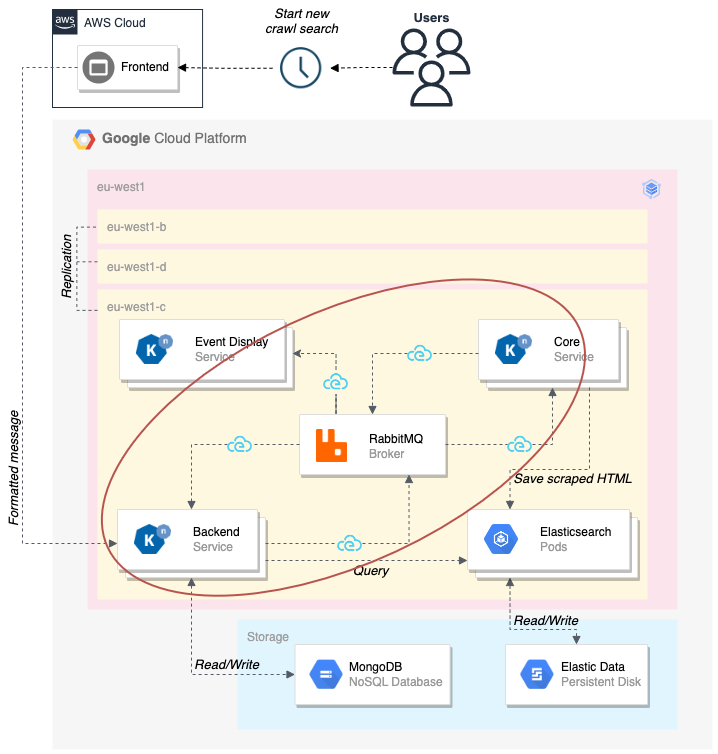 Users
Start new
crawl search
aws
AWS Cloud
Frontend
Google Cloud Platform
eu-west1
eu-west1-b
Replication
eu-west1-d
eu-west1-c
Event Display
Service
n
K
Core
Service
n
K
RabbitMQ
Broker
Save scraped HTML
Formatted message
Backend
Service
n
K
Elasticsearch
Pods
Query
Read/Write
Storage
Read/Write
MongoDB
NoSQL Database
Elastic Data
Persistent Disk